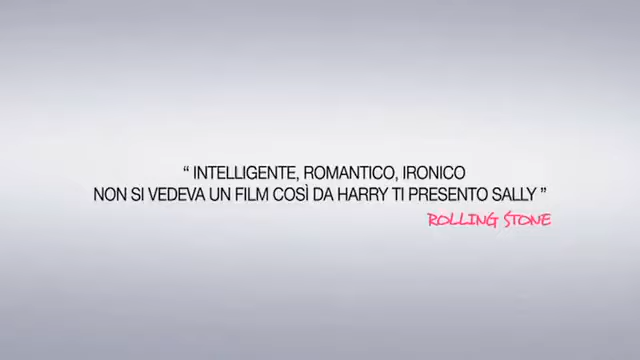 “ INTELLIGENTE, ROMANTICO, IRONICO
NON SI VEDEVA UN FILM COSÌ DA HARRY TI PRESENTO SALLY ”
ROLLING STONE